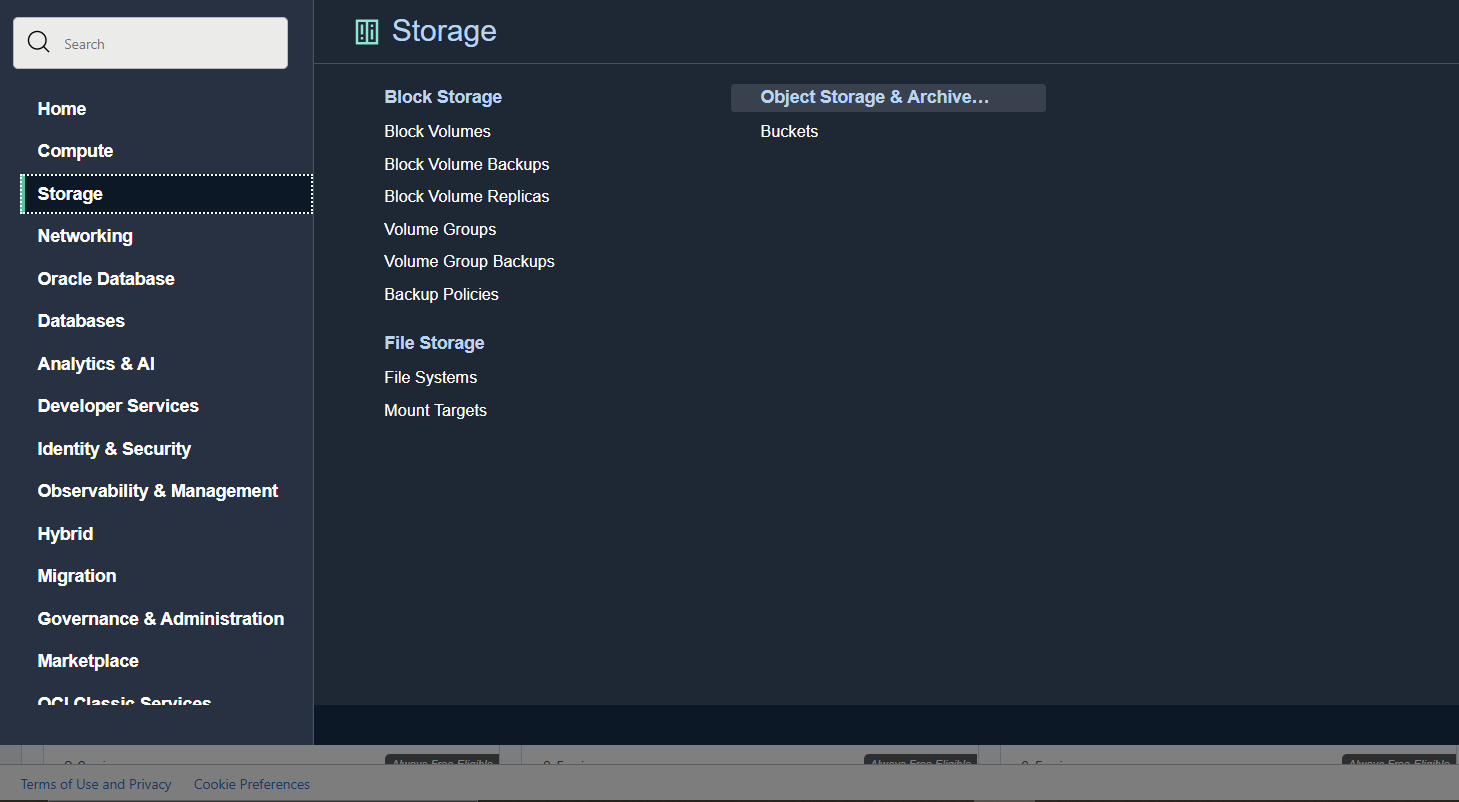 Search
Home
Compute
Storage
Networking
Oracle Database
Databases
Analytics & AI
Developer Services
Identity & Security
Observability & Management
Hybrid
Migration
Governance & Administration
Marketplace
OCI Classic Services
Storage
Block Storage
Block Volumes
Block Volume Backups
Block Volume Replicas
Volume Groups
Volume Group Backups
Backup Policies
File Storage
File Systems
Mount Targets
Object Storage & Archive…
Buckets
Always Free Eligible
Always Free Eligible
Always Free Eligible
Terms of Use and Privacy
Cookie Preferences